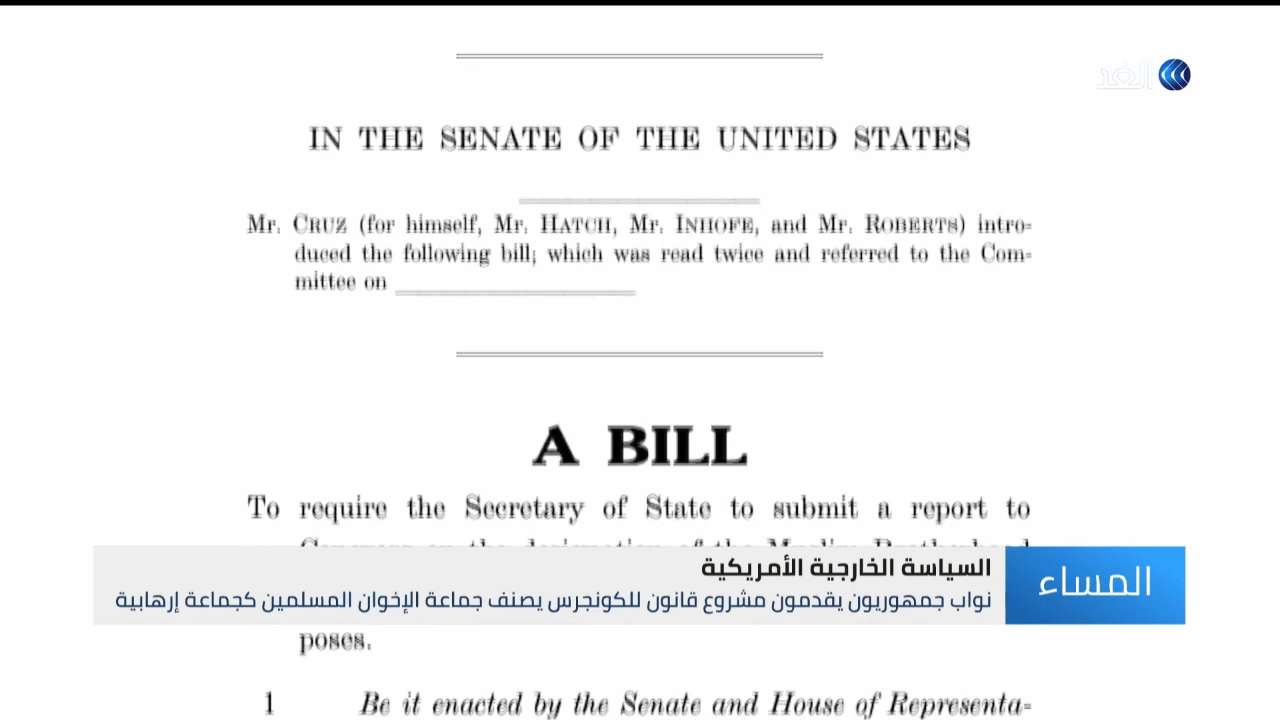 الغد
IN THE SENATE OF THE UNITED STATES
Mr. CRUZ (for himself, Mr. HATCH, Mr. INHOFE, and Mr. ROBERTS) intro-
duced the following bill; which was read twice and referred to the Com-
mittee on
A BILL
To require the Secretary of State to submit a report to
السياسة الخارجية الأمريكية
المساء
نواب جمهوريون يقدمون مشروع قانون للكونجرس يصنف جماعة الإخوان المسلمين كجماعة إرهابية
poses.
1 Be it enacted by the Senate and House of Representa-